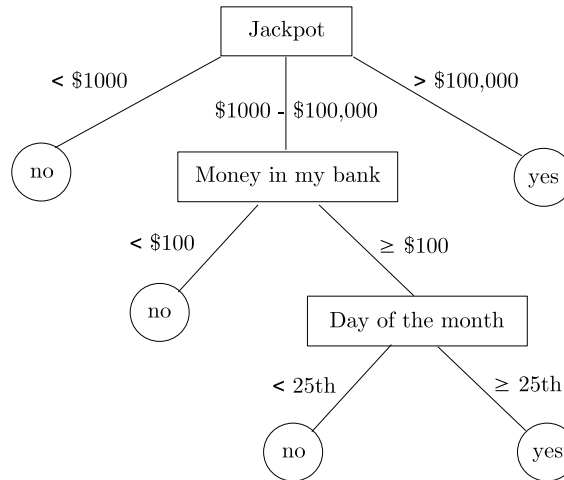 Jackpot
< $1000
$1000 - $100,000
> $100,000
no
Money in my bank
yes
< $100
≥ $100
no
Day of the month
< 25th
≥ 25th
no
yes